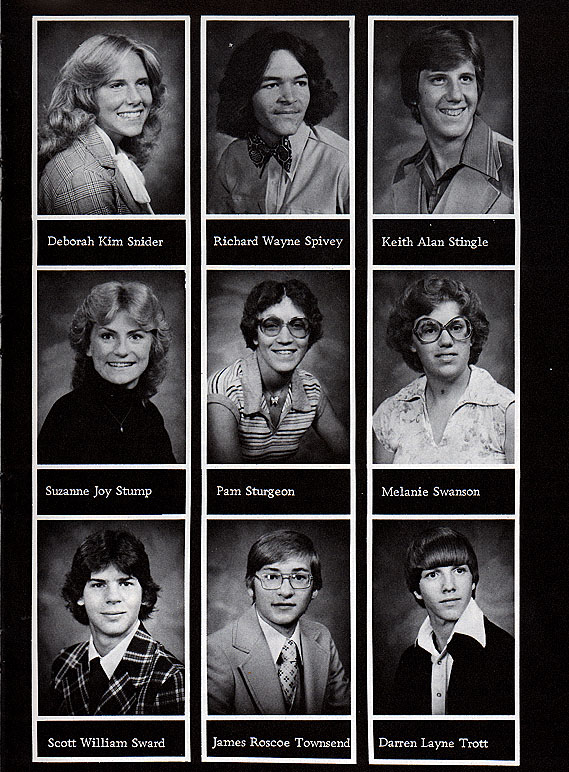 Deborah Kim Snider
Richard Wayne Spivey
Keith Alan Stingle
Suzanne Joy Stump
Pam Sturgeon
Melanie Swanson
Scott William Sward
James Roscoe Townsend
Darren Layne Trott